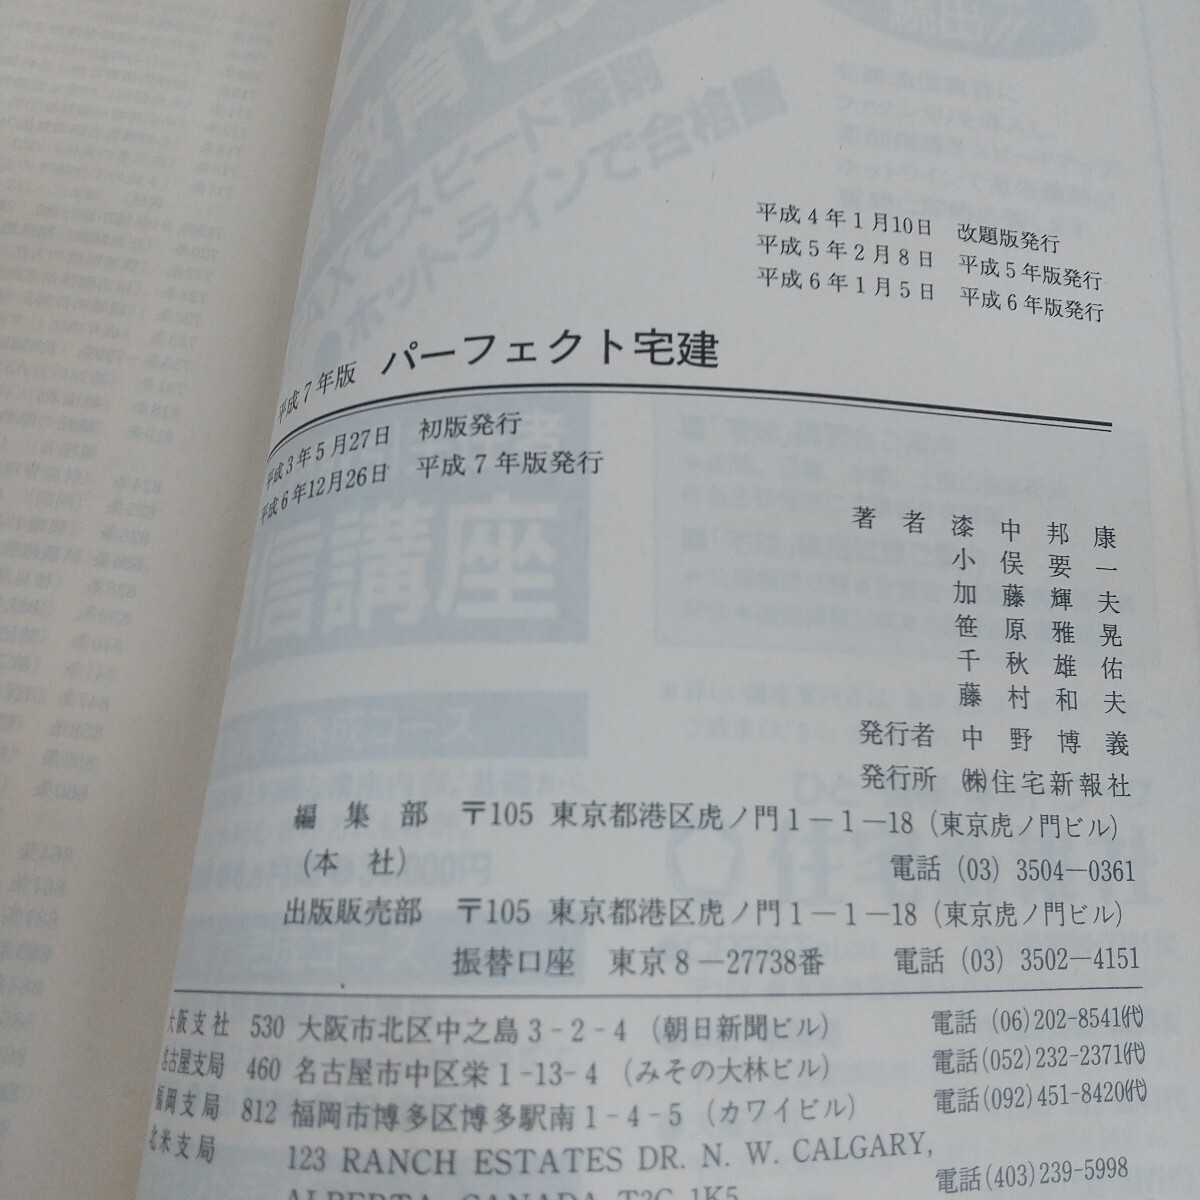 平成4年1月10日　改題版発行
平成5年2月8日　平成5年版発行
平成6年1月5日　平成6年版発行
平成7年版　パーフェクト宅建
平成3年5月27日　初版発行
平成6年12月26日　平成7年版発行
著者　漆中邦康
小俣要一
加藤輝夫
笹原雅晃
千秋雄佑
藤村和夫
発行者　中野博義
発行所　㈱住宅新報社
編集部　〒105　東京都港区虎ノ門1－1－18（東京虎ノ門ビル）
（本社）　電話（03）3504―0361
出版販売部　〒105　東京都港区虎ノ門1－1－18（東京虎ノ門ビル）
振替口座　東京8―27738番　電話（03）3502―4151
大阪支社　530　大阪市北区中之島3-2-4（朝日新聞ビル）　電話（06）202-8541㈹
名古屋支局　460　名古屋市中区栄1-13-4（みその大林ビル）　電話（052）232-2371㈹
福岡支局　812　福岡市博多区博多駅南1-4-5（カワイビル）　電話（092）451-8420㈹
北米支局　123 RANCH ESTATES DR. N. W. CALGARY,
ALBERTA, CANADA T3G 1K5　電話（403）239-5998